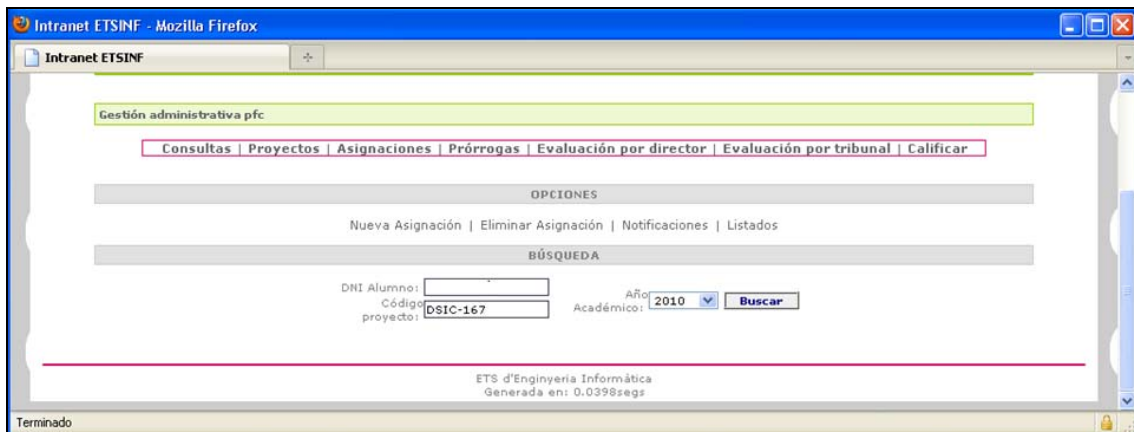 Intranet ETSINF - Mozilla Firefox
Intranet ETSINF
Gestión administrativa pfc
Consultas | Proyectos | Asignaciones | Prórrogas | Evaluación por director | Evaluación por tribunal | Calificar
OPCIONES
Nueva Asignación | Eliminar Asignación | Notificaciones | Listados
BÚSQUEDA
DNI Alumno:
Código proyecto: DSIC-167
Año Académico: 2010 Buscar
ETS d'Enginyeria Informàtica
Generada en: 0.0398segs
Terminado